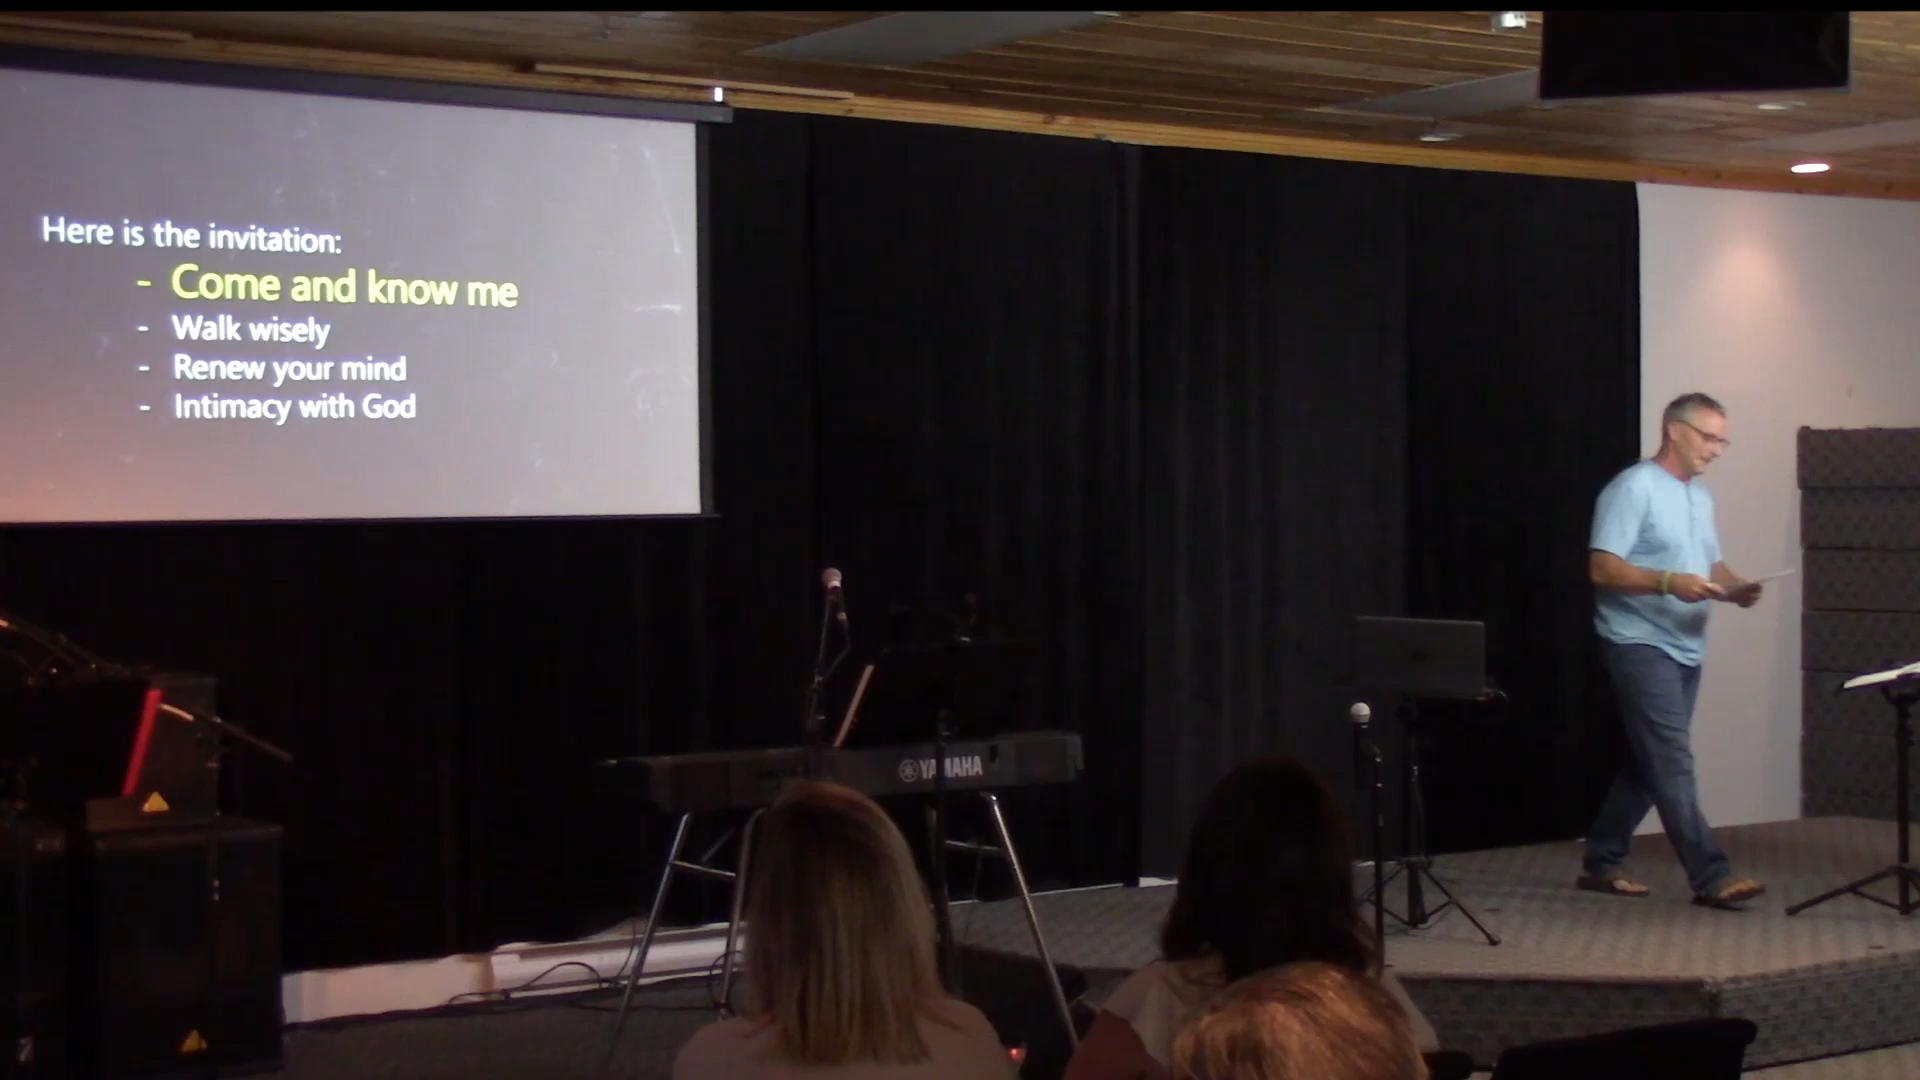 Here is the invitation:
- Come and know me
- Walk wisely
- Renew your mind
- Intimacy with God
YAMAHA